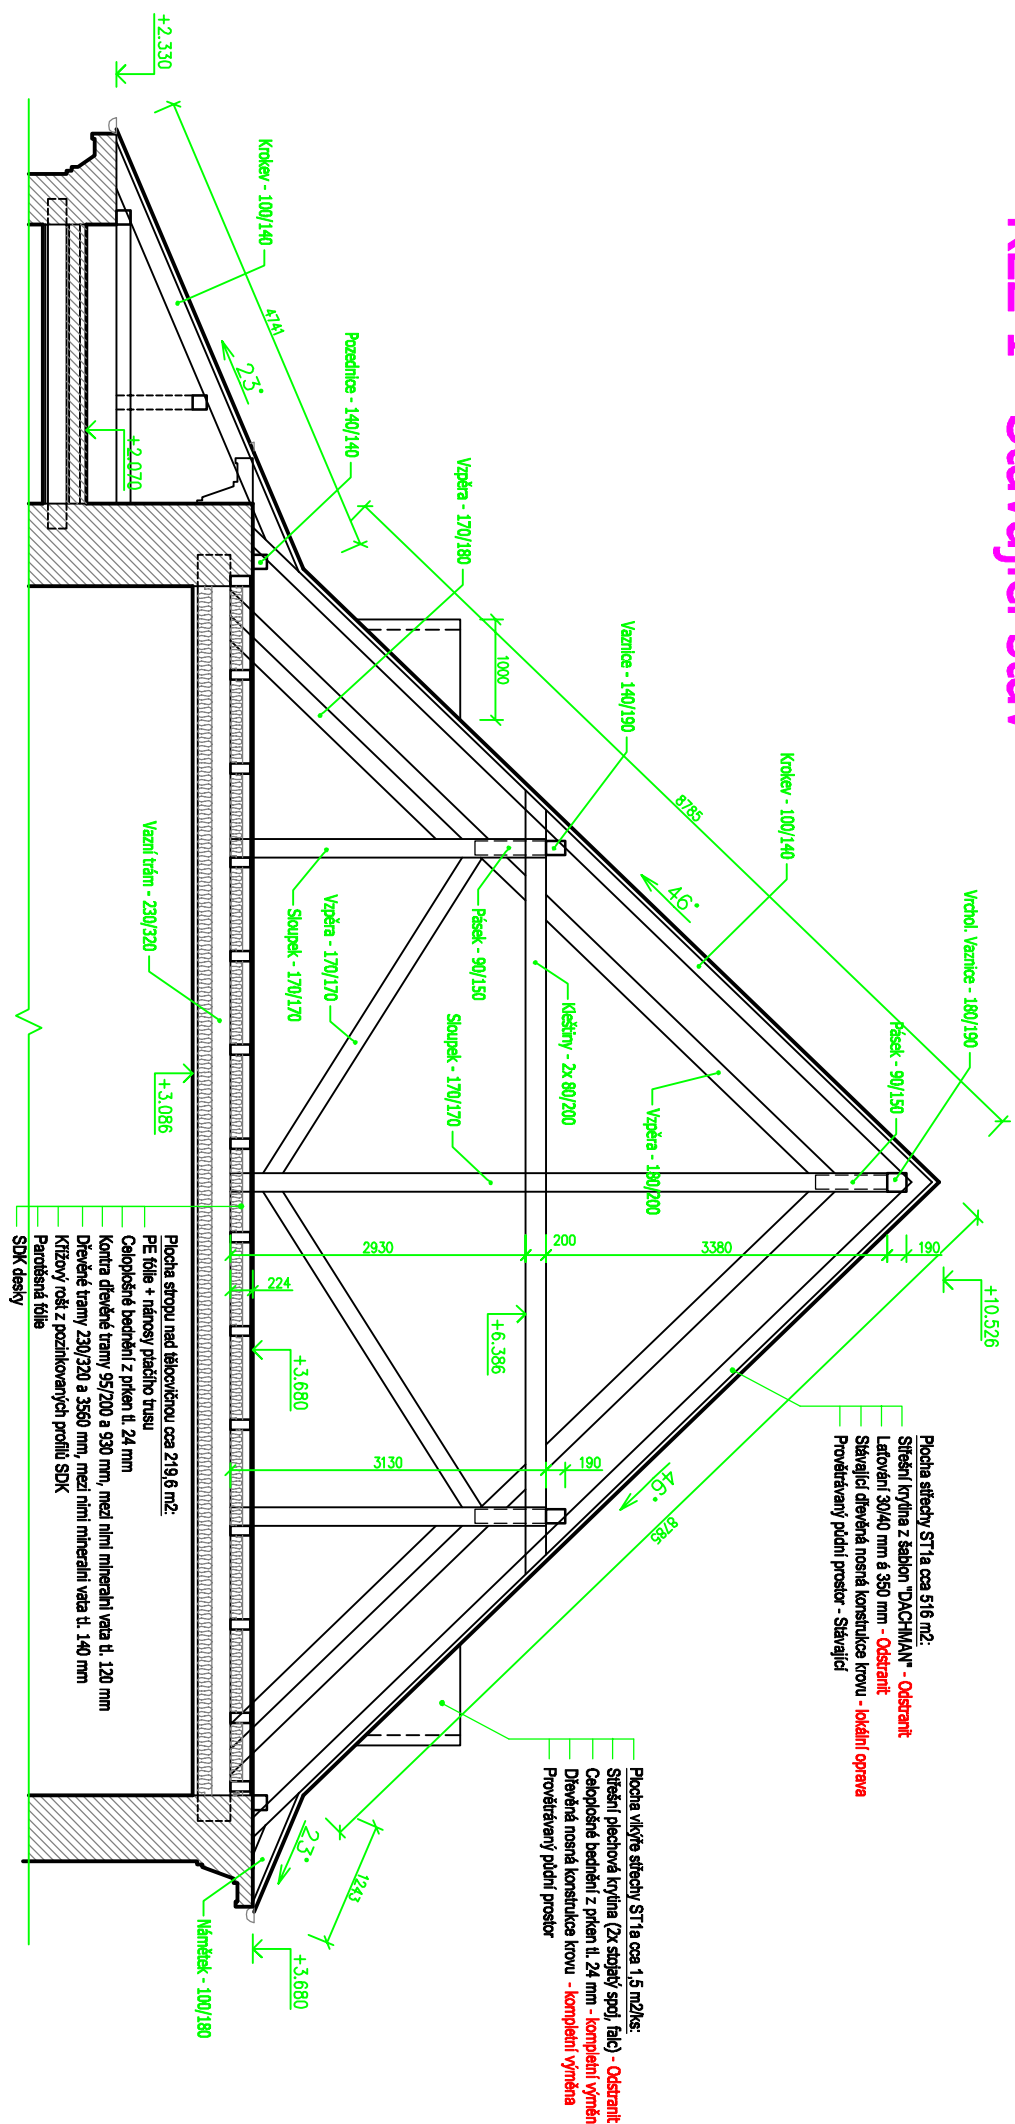 +2.330
Krokev - 100/140
4741
23°
+2.070
Pozednice - 140/140
Vzpěra - 170/180
1000
Vaznice - 140/190
8785
Krokev - 100/140
46°
Vrchol. Vaznice - 180/190
Pásek - 90/150
Vazní trám - 230/320
Sloupek - 170/170
Vzpěra - 170/170
Pásek - 90/150
Kleštiny - 2x 80/200
Sloupek - 170/170
Vzpěra - 180/200
+3.086
2930
200
3380
190
224
+10.526
+6.386
+3.680
3130
190
46°
8785
Plocha střechy ST1a cca 516 m2:
Střešní krytina z šablon "DACHMAN" - Odstranit
Laťování 30/40 mm á 350 mm - Odstranit
Stávající dřevěná nosná konstrukce krovu - lokální oprava
Provětrávaný půdní prostor - Stávající
Plocha stropu nad tělocvičnou cca 219,6 m2:
PE fólie + nánosy ptačího trusu
Celoplošné bednění z prken tl. 24 mm
Kontra dřevěné tramy 95/200 a 930 mm, mezi nimi mineralni vata tl. 120 mm
Dřevěné tramy 230/320 a 3560 mm, mezi nimi mineralni vata tl. 140 mm
Křížový rošt z pozinkovaných profilů SDK
Parotěsná fólie
SDK desky
Plocha vikýře střechy ST1a cca 1,5 m2/ks:
Střešní plechová krytina (2x stojatý spoj, falc) - Odstranit
Celoplošné bednění z prken tl. 24 mm - kompletní výměn
Dřevěná nosná konstrukce krovu - kompletní výměna
Provětrávaný půdní prostor
23°
1243
+3.680
Námětek - 100/180